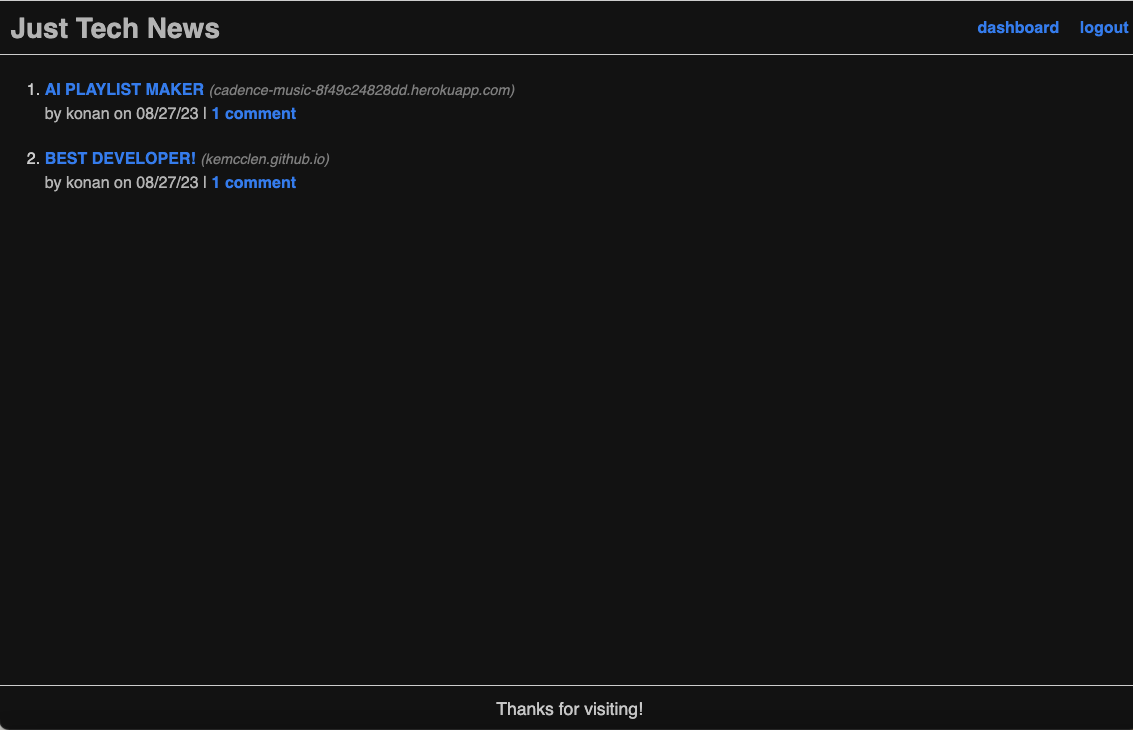 Just Tech News
dashboard logout
1. AI PLAYLIST MAKER (cadence-music-8f49c24828dd.herokuapp.com)
by konan on 08/27/23 | 1 comment
2. BEST DEVELOPER! (kemcclen.github.io)
by konan on 08/27/23 | 1 comment
Thanks for visiting!